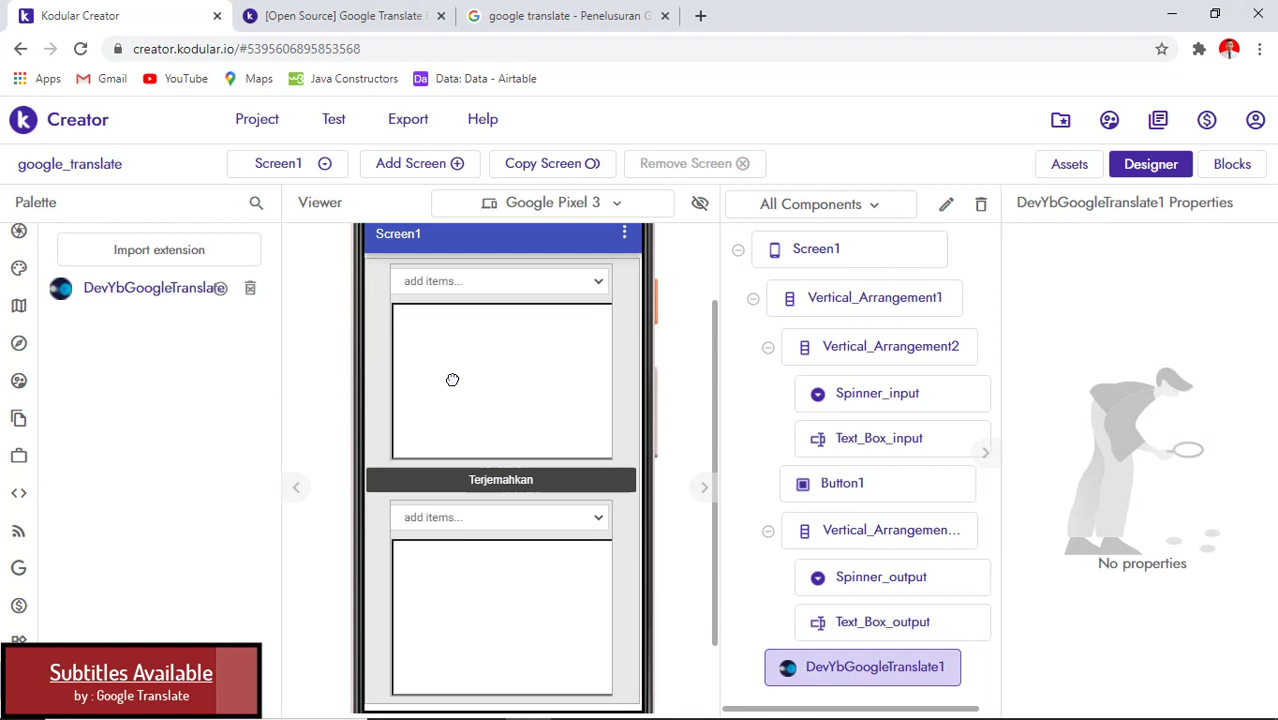 Kodular Creator
[Open Source] Google Translate E
google translate - Penelusuran G
creator.kodular.io/#5395606895853568
Apps
Gmail
YouTube
Maps
Java Constructors
Da
Data: Data - Airtable
k
Creator
Project
Test
Export
Help
google_translate
Screen1
Add Screen
Copy Screen
Remove Screen
Assets
Designer
Blocks
Palette
Viewer
Google Pixel 3
All Components
DevYbGoogleTranslate1 Properties
Import extension
DevYbGoogleTranslate
Screen1
add items...
Terjemahkan
add items...
Screen1
Vertical_Arrangement1
Vertical_Arrangement2
Spinner_input
Text_Box_input
Button1
Vertical_Arrangemen...
Spinner_output
Text_Box_output
DevYbGoogleTranslate1
No properties
Subtitles Available
by : Google Translate